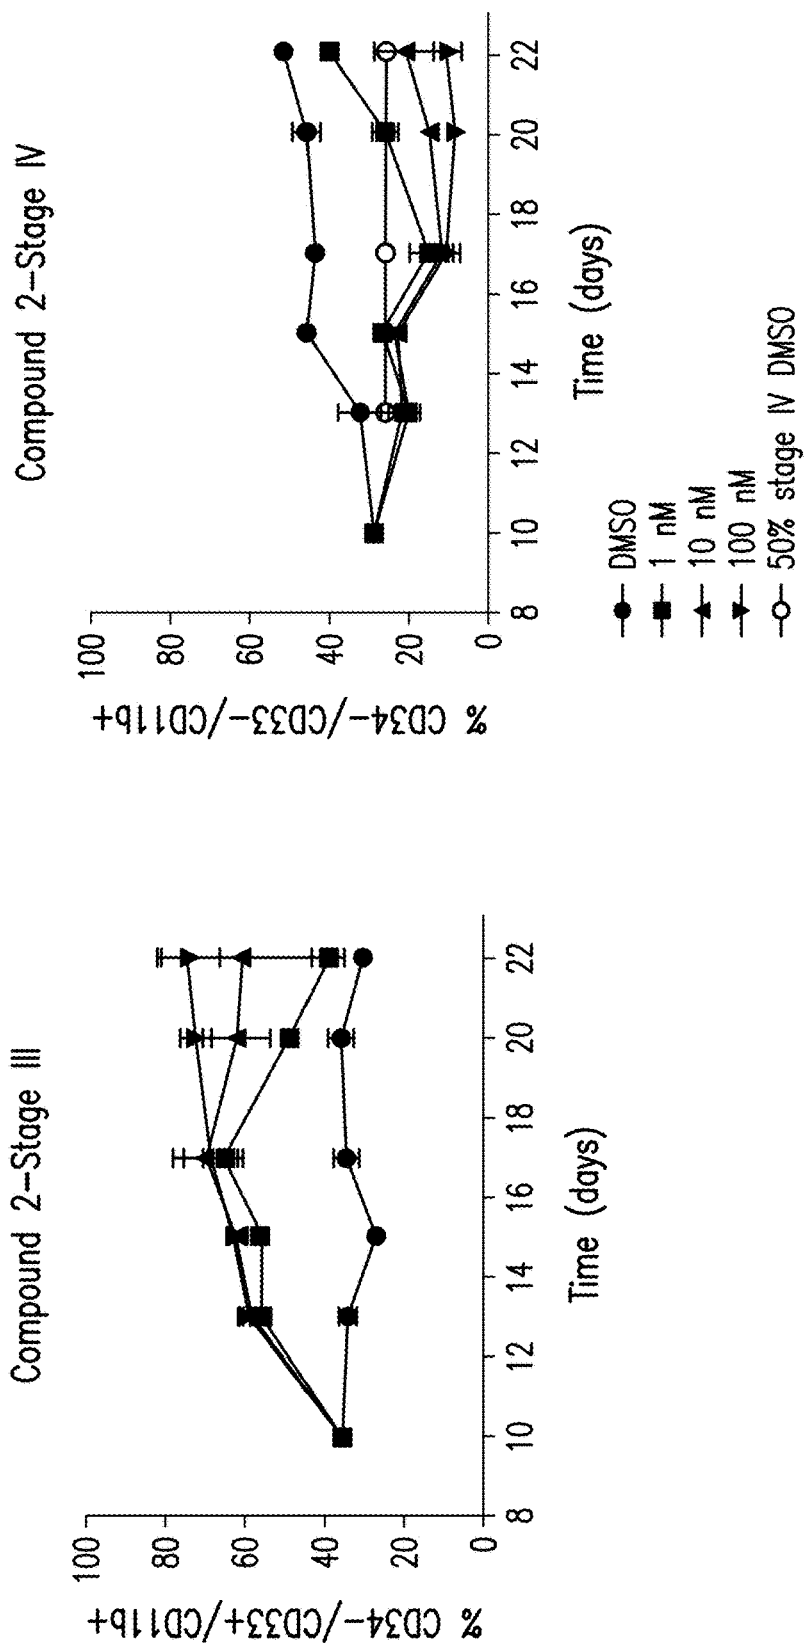 Compound 2-Stage III
% CD34-/CD33+/CD11b+
100
80
60
40
20
0
8
10
12
14
16
18
20
22
Time (days)
Compound 2-Stage IV
% CD34-/CD33-/CD11b+
100
80
60
40
20
0
8
10
12
14
16
18
20
22
Time (days)
DMSO
1 nM
10 nM
100 nM
50% stage IV DMSO